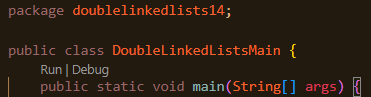 package doublelinkedlists14;
public class DoubleLinkedListsMain {
Run | Debug
public static void main(String[] args) {